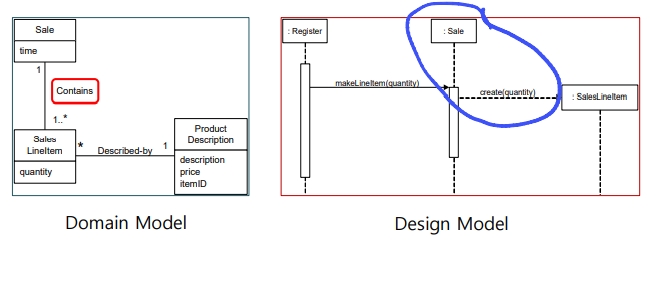 Sale
time
1
Contains
1..*
Sales
LineItem
quantity
*
Described-by
1
Product
Description
description
price
itemID
Domain Model
: Register
: Sale
makeLineItem(quantity)
create(quantity)
: SalesLineItem
Design Model